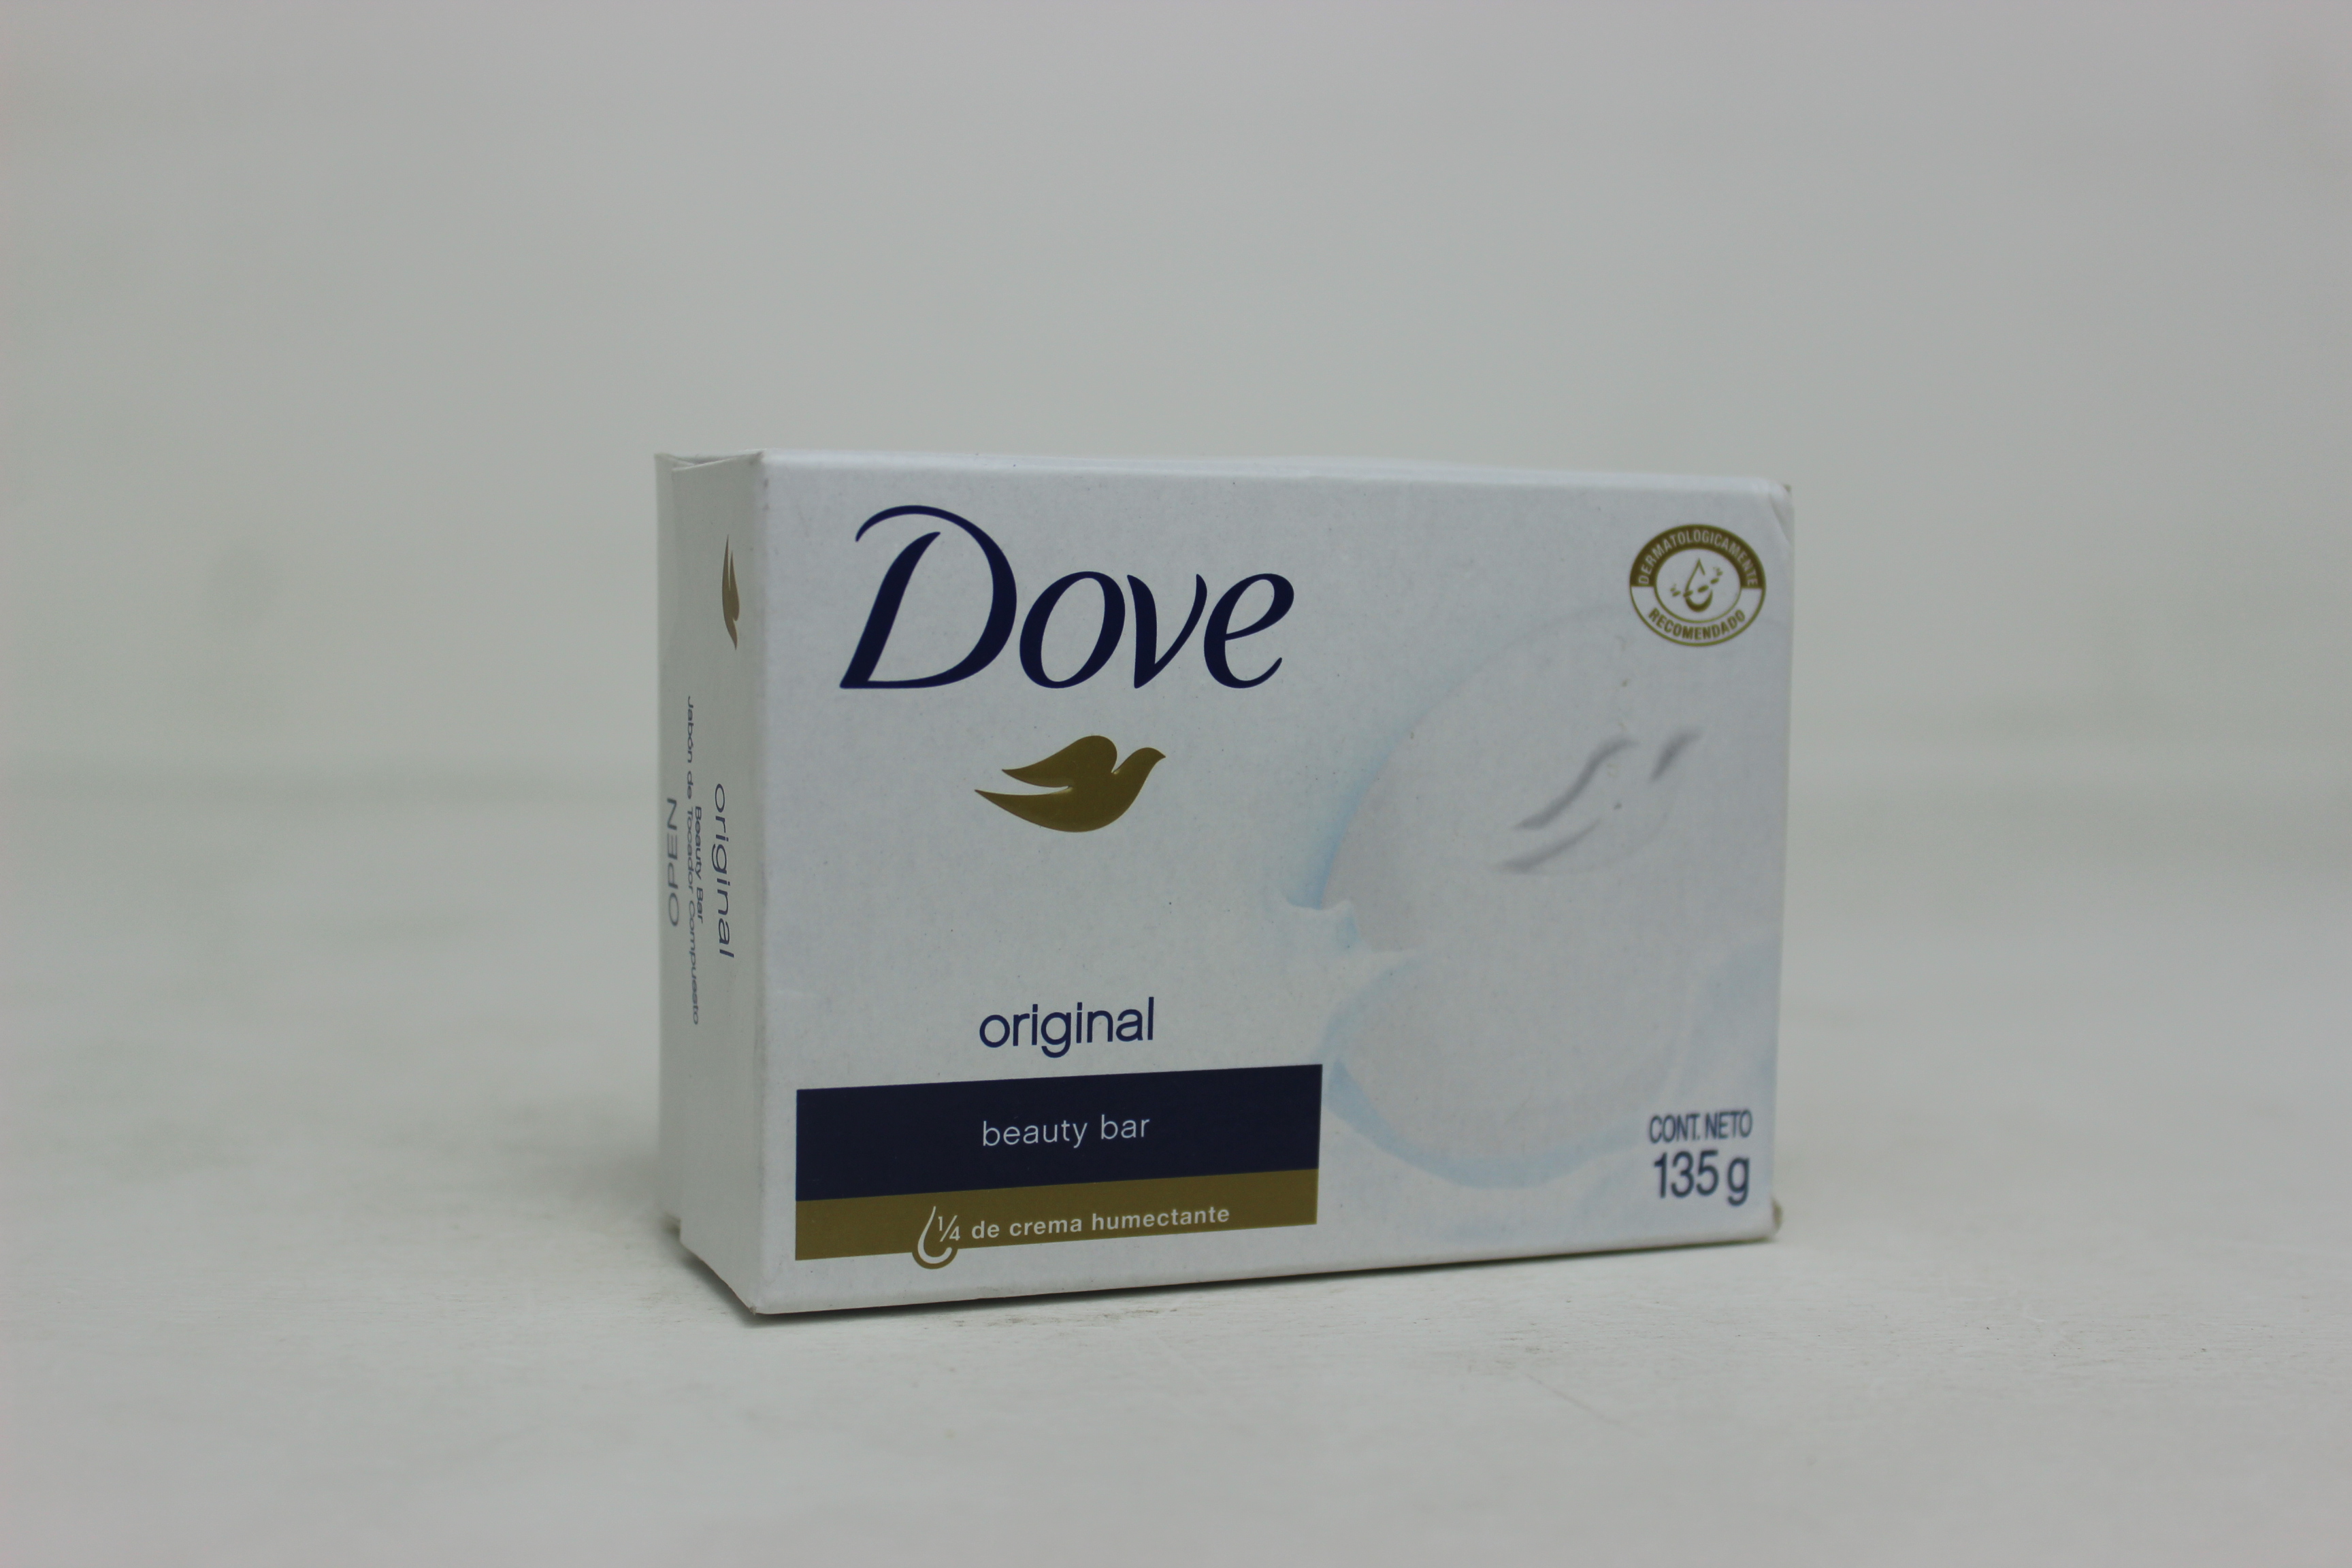 Dove
DERMATOLOGICAMENTE
RECOMENDADO
original
beauty bar
1/4 de crema humectante
CONT. NETO
135 g
original
Beauty Bar
Jabón de Tocador Compuesto
OPEN